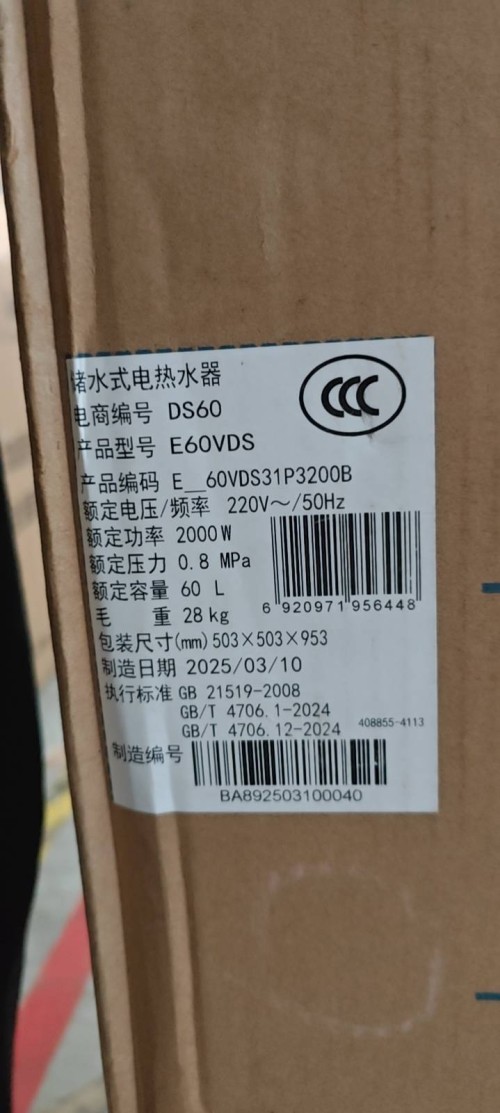 储水式电热水器
CCC
电商编号 DS60
产品型号 E60VDS
产品编码 E__60VDS31P3200B
额定电压/频率 220V～/50Hz
额定功率 2000W
额定压力 0.8 MPa
额定容量 60 L
6 920971 956448
毛 重 28kg
包装尺寸(mm) 503×503×953
制造日期 2025/03/10
执行标准 GB 21519-2008
GB/T 4706.1-2024
GB/T 4706.12-2024
408855-4113
制造编号
BA892503100040